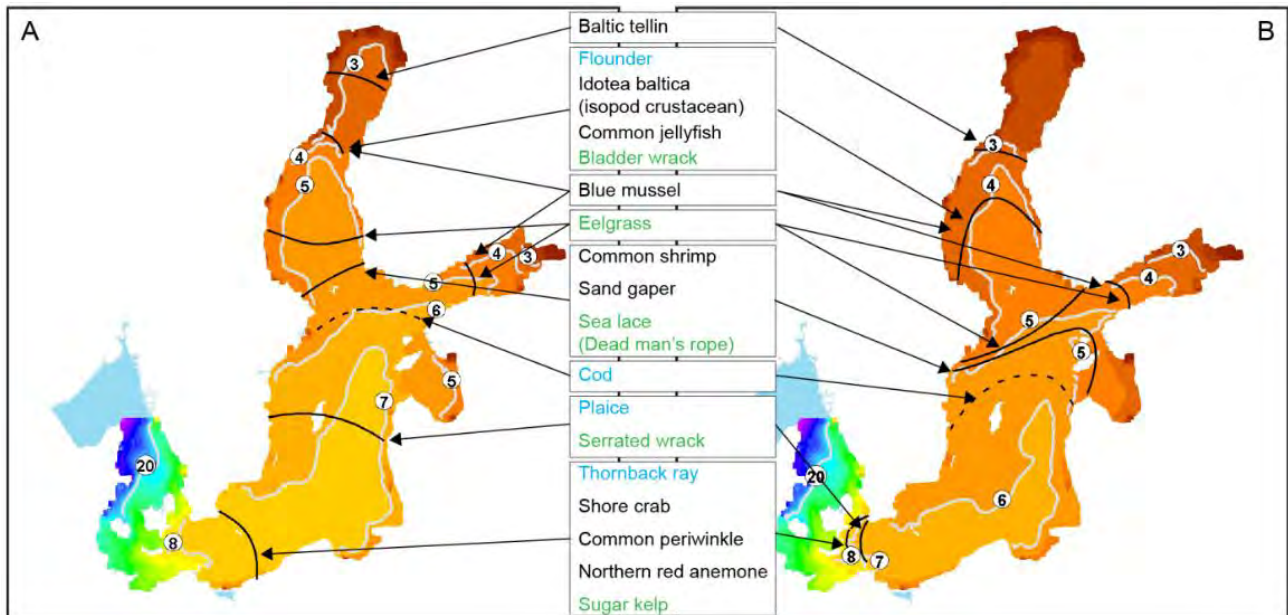 A
B
Baltic tellin
Flounder
Idotea baltica
(isopod crustacean)
Common jellyfish
Bladder wrack
Blue mussel
Eelgrass
Common shrimp
Sand gaper
Sea lace
(Dead man's rope)
Cod
Plaice
Serrated wrack
Thornback ray
Shore crab
Common periwinkle
Northern red anemone
Sugar kelp
3
4
5
4
3
5
6
5
7
20
8
3
4
3
4
5
5
20
6
8
7